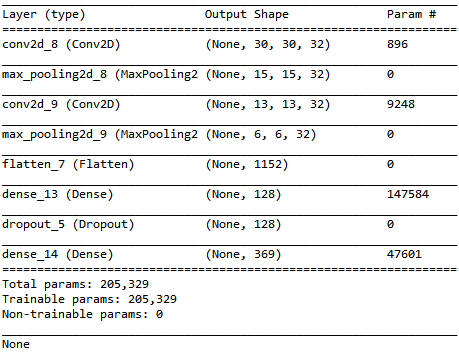 Layer (type) Output Shape Param #
conv2d_8 (Conv2D) (None, 30, 30, 32) 896
max_pooling2d_8 (MaxPooling2 (None, 15, 15, 32) 0
conv2d_9 (Conv2D) (None, 13, 13, 32) 9248
max_pooling2d_9 (MaxPooling2 (None, 6, 6, 32) 0
flatten_7 (Flatten) (None, 1152) 0
dense_13 (Dense) (None, 128) 147584
dropout_5 (Dropout) (None, 128) 0
dense_14 (Dense) (None, 369) 47601
Total params: 205,329
Trainable params: 205,329
Non-trainable params: 0
None